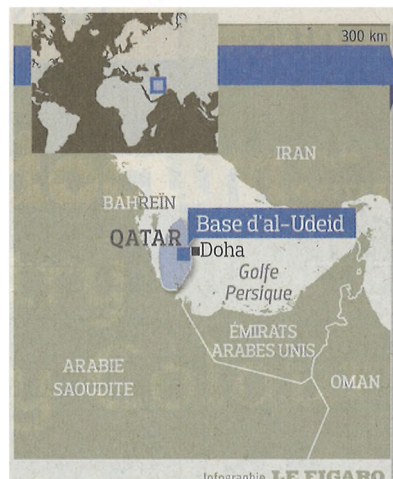 300 km
IRAN
BAHREÏN
Base d'al-Udeid
QATAR
Doha
Golfe
Persique
ÉMIRATS
ARABES UNIS
ARABIE
SAOUDITE
OMAN
Infographie LE FIGARO